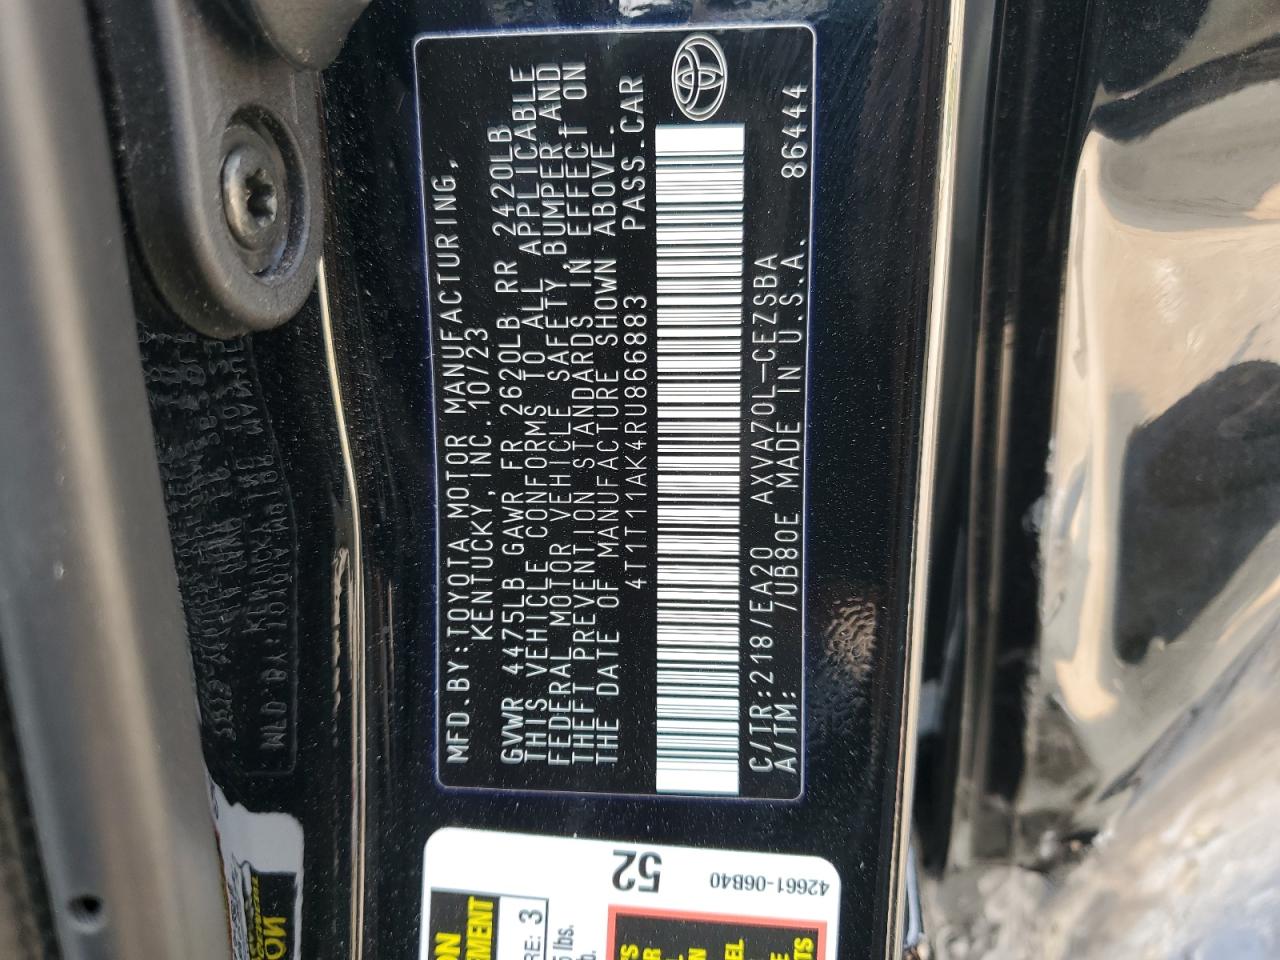 MFD.BY:TOYOTA MOTOR MANUFACTURING,
KENTUCKY,INC. 10/23
GVWR 4475LB GAWR FR 2620LB RR 2420LB
THIS VEHICLE CONFORMS TO ALL APPLICABLE
FEDERAL MOTOR VEHICLE SAFETY,BUMPER,AND
THEFT PREVENTION STANDARDS IN EFFECT ON
THE DATE OF MANUFACTURE SHOWN ABOVE.
4T1T11AK4RU866883 PASS.CAR
C/TR:218/EA20 AXVA70L-CEZSBA
A/TM: /UB80E MADE IN U.S.A. 86444
52
42661-06B40